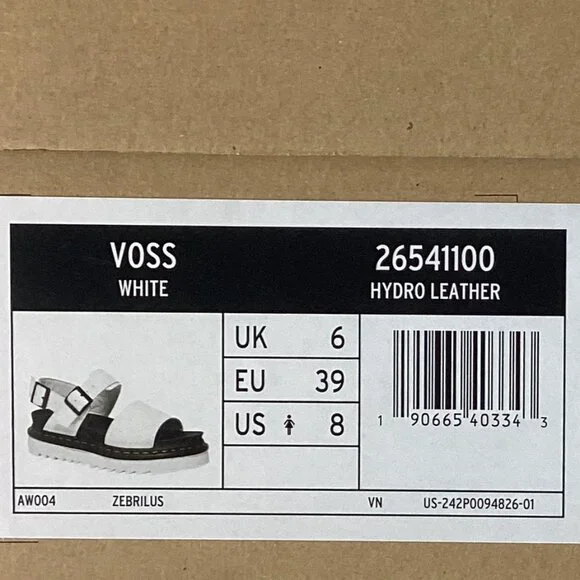 VOSS 26541100
WHITE HYDRO LEATHER
UK 6
EU 39
US 8
1 90665 40334 3
AW004 ZEBRILUS VN US-242P0094826-01